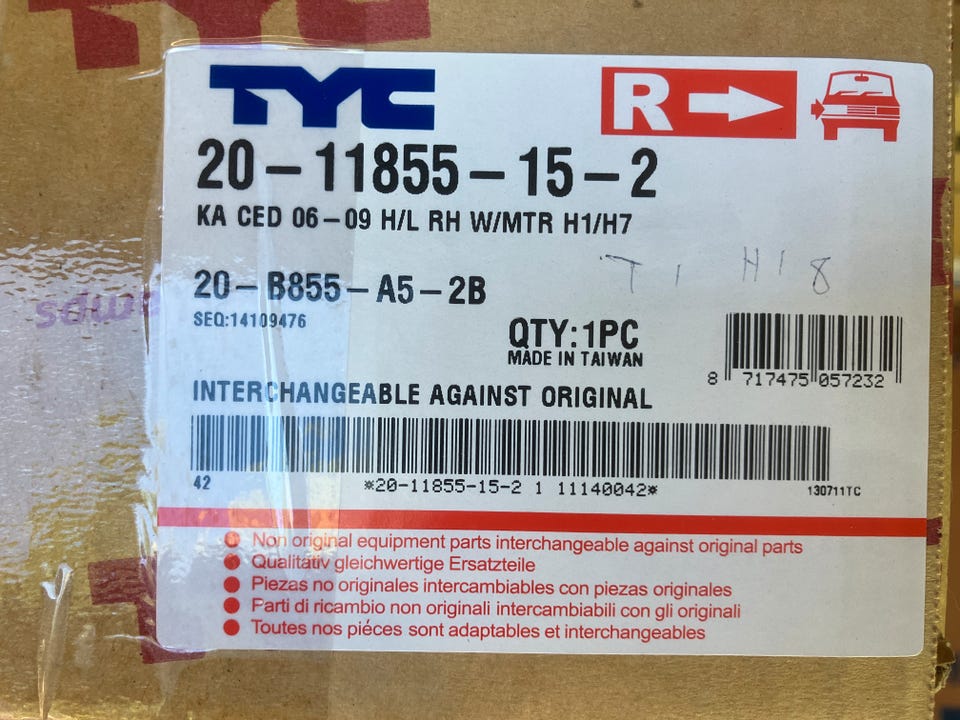 TYC
R
20-11855-15-2
KA CED 06-09 H/L RH W/MTR H1/H7
T1 H18
20-B855-A5-2B
SEQ:14109476
QTY:1PC
MADE IN TAIWAN
8 717475 057232
INTERCHANGEABLE AGAINST ORIGINAL
42 *20-11855-15-2 1 11140042* 130711TC
Non original equipment parts interchangeable against original parts
Qualitativ gleichwertige Ersatzteile
Piezas no originales intercambiables con piezas originales
Parti di ricambio non originali intercambiabili con gli originali
Toutes nos piéces sont adaptables et interchangeables